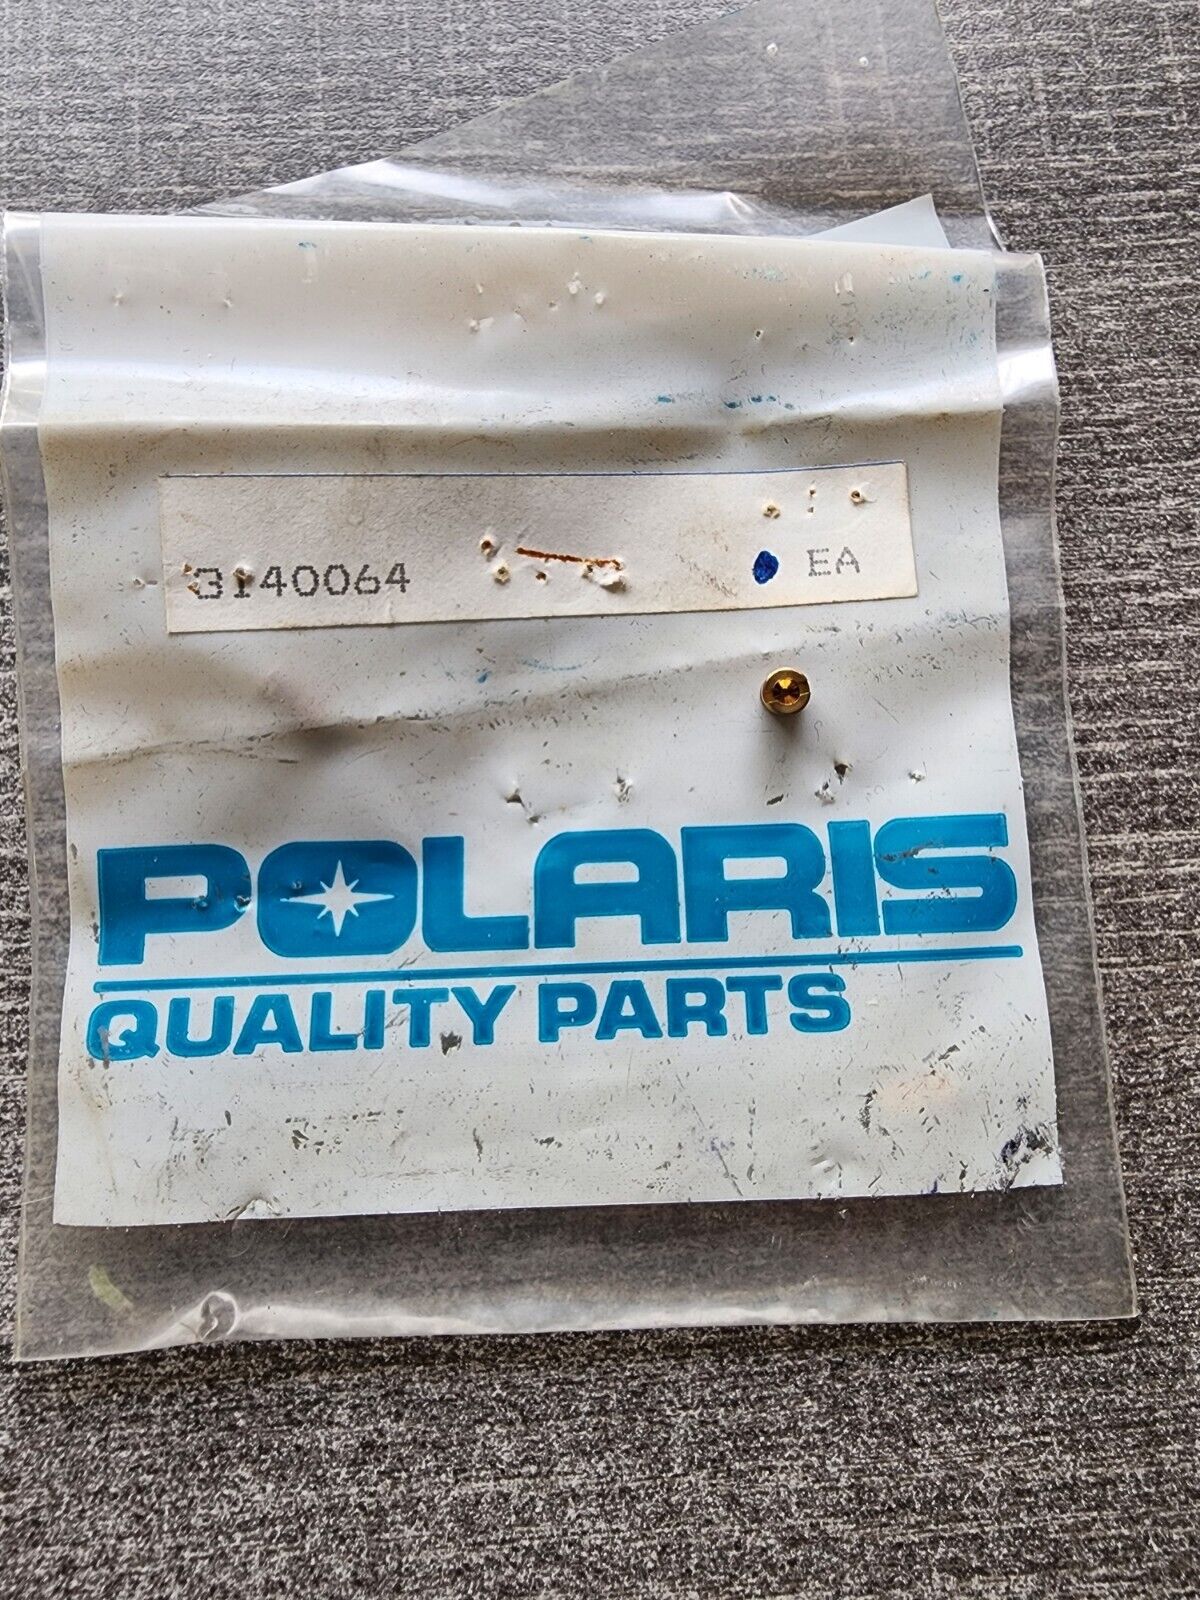 3140064 EA
POLARIS
QUALITY PARTS